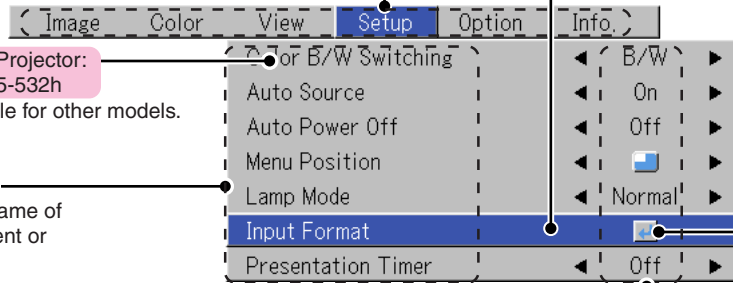 Image Color View Setup Option Info.
Projector:
5-532h
le for other models.
ame of
ent or
Color B/W Switching B/W
Auto Source On
Auto Power Off Off
Menu Position
Lamp Mode Normal
Input Format
Presentation Timer Off